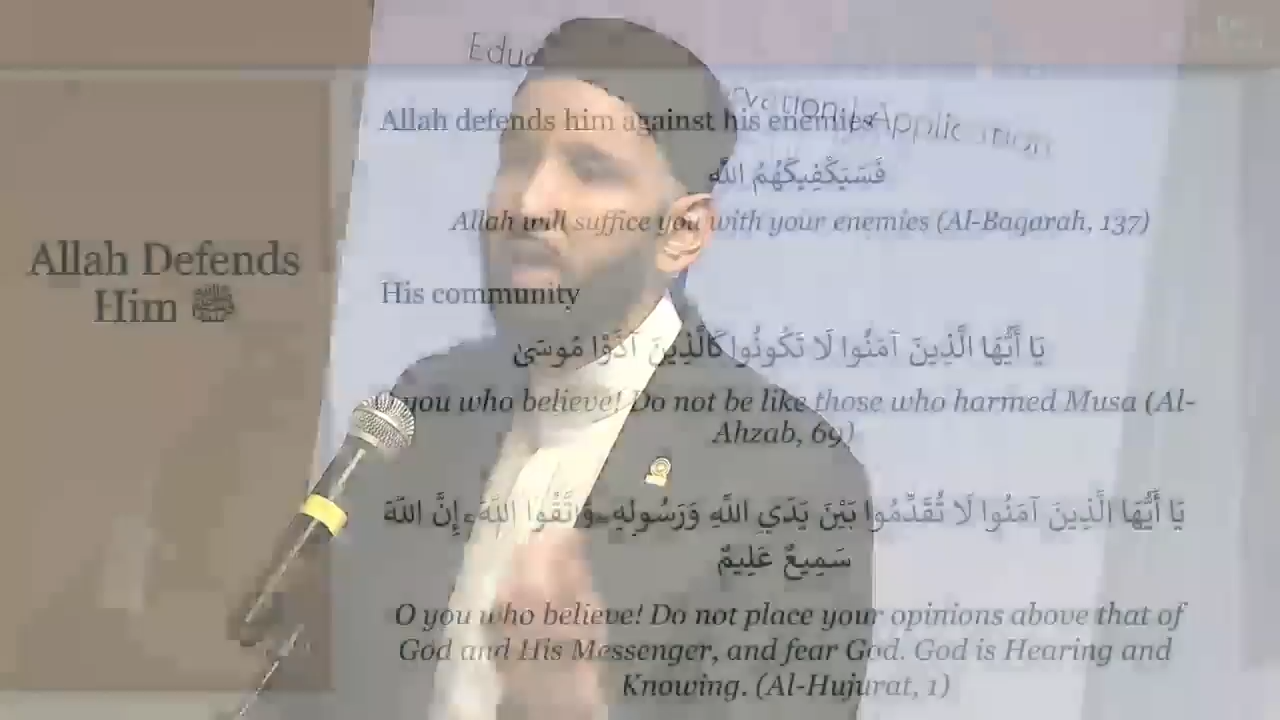 Allah defends him against his enemies
فَسَيَكْفِيكَهُمُ اللَّه
Allah will suffice you with your enemies (Al-Baqarah, 137)
Allah Defends
Him ﷺ
His community
يَا أَيُّهَا الَّذِينَ آمَنُوا لَا تَكُونُوا كَالَّذِينَ آذَوْا مُوسَىٰ
O you who believe! Do not be like those who harmed Musa (Al-
Ahzab, 69)
يَا أَيُّهَا الَّذِينَ آمَنُوا لَا تُقَدِّمُوا بَيْنَ يَدَيِ اللَّهِ وَرَسُولِهِ وَاتَّقُوا اللَّهَ إِنَّ اللَّهَ
سَمِيعٌ عَلِيمٌ
O you who believe! Do not place your opinions above that of
God and His Messenger, and fear God. God is Hearing and
Knowing. (Al-Hujurat, 1)